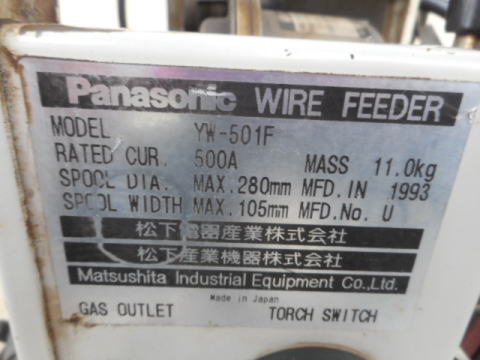 Panasonic WIRE FEEDER
MODEL YW-501F
RATED CUR. 500A MASS 11.0kg
SPOOL DIA. MAX.280mm MFD.IN 1993
SPOOL WIDTH MAX.105mm MFD.No. U
松下電器産業株式会社
松下産業機器株式会社
Matsushita Industrial Equipment Co.,Ltd.
Made in Japan
GAS OUTLET TORCH SWITCH